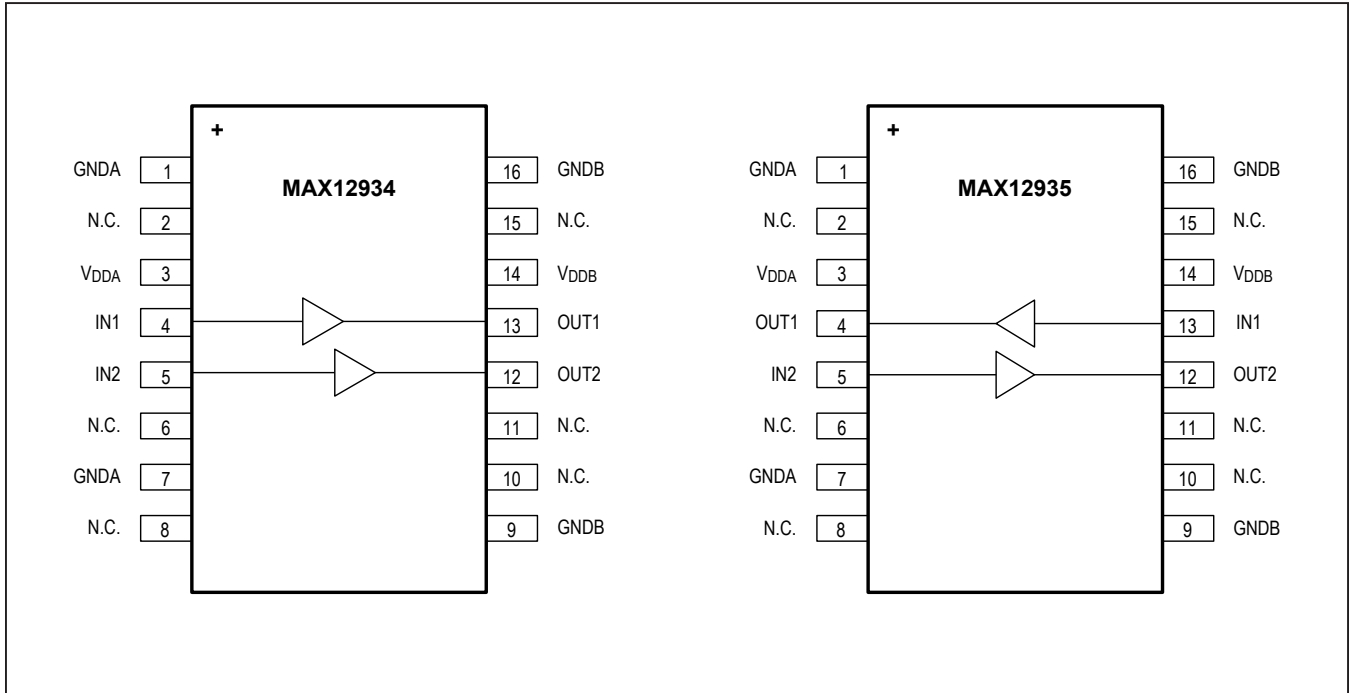 +
MAX12934
GNDA 1 16 GNDB
N.C. 2 15 N.C.
VDDA 3 14 VDDB
IN1 4 13 OUT1
IN2 5 12 OUT2
N.C. 6 11 N.C.
GNDA 7 10 N.C.
N.C. 8 9 GNDB
+
MAX12935
GNDA 1 16 GNDB
N.C. 2 15 N.C.
VDDA 3 14 VDDB
OUT1 4 13 IN1
IN2 5 12 OUT2
N.C. 6 11 N.C.
GNDA 7 10 N.C.
N.C. 8 9 GNDB